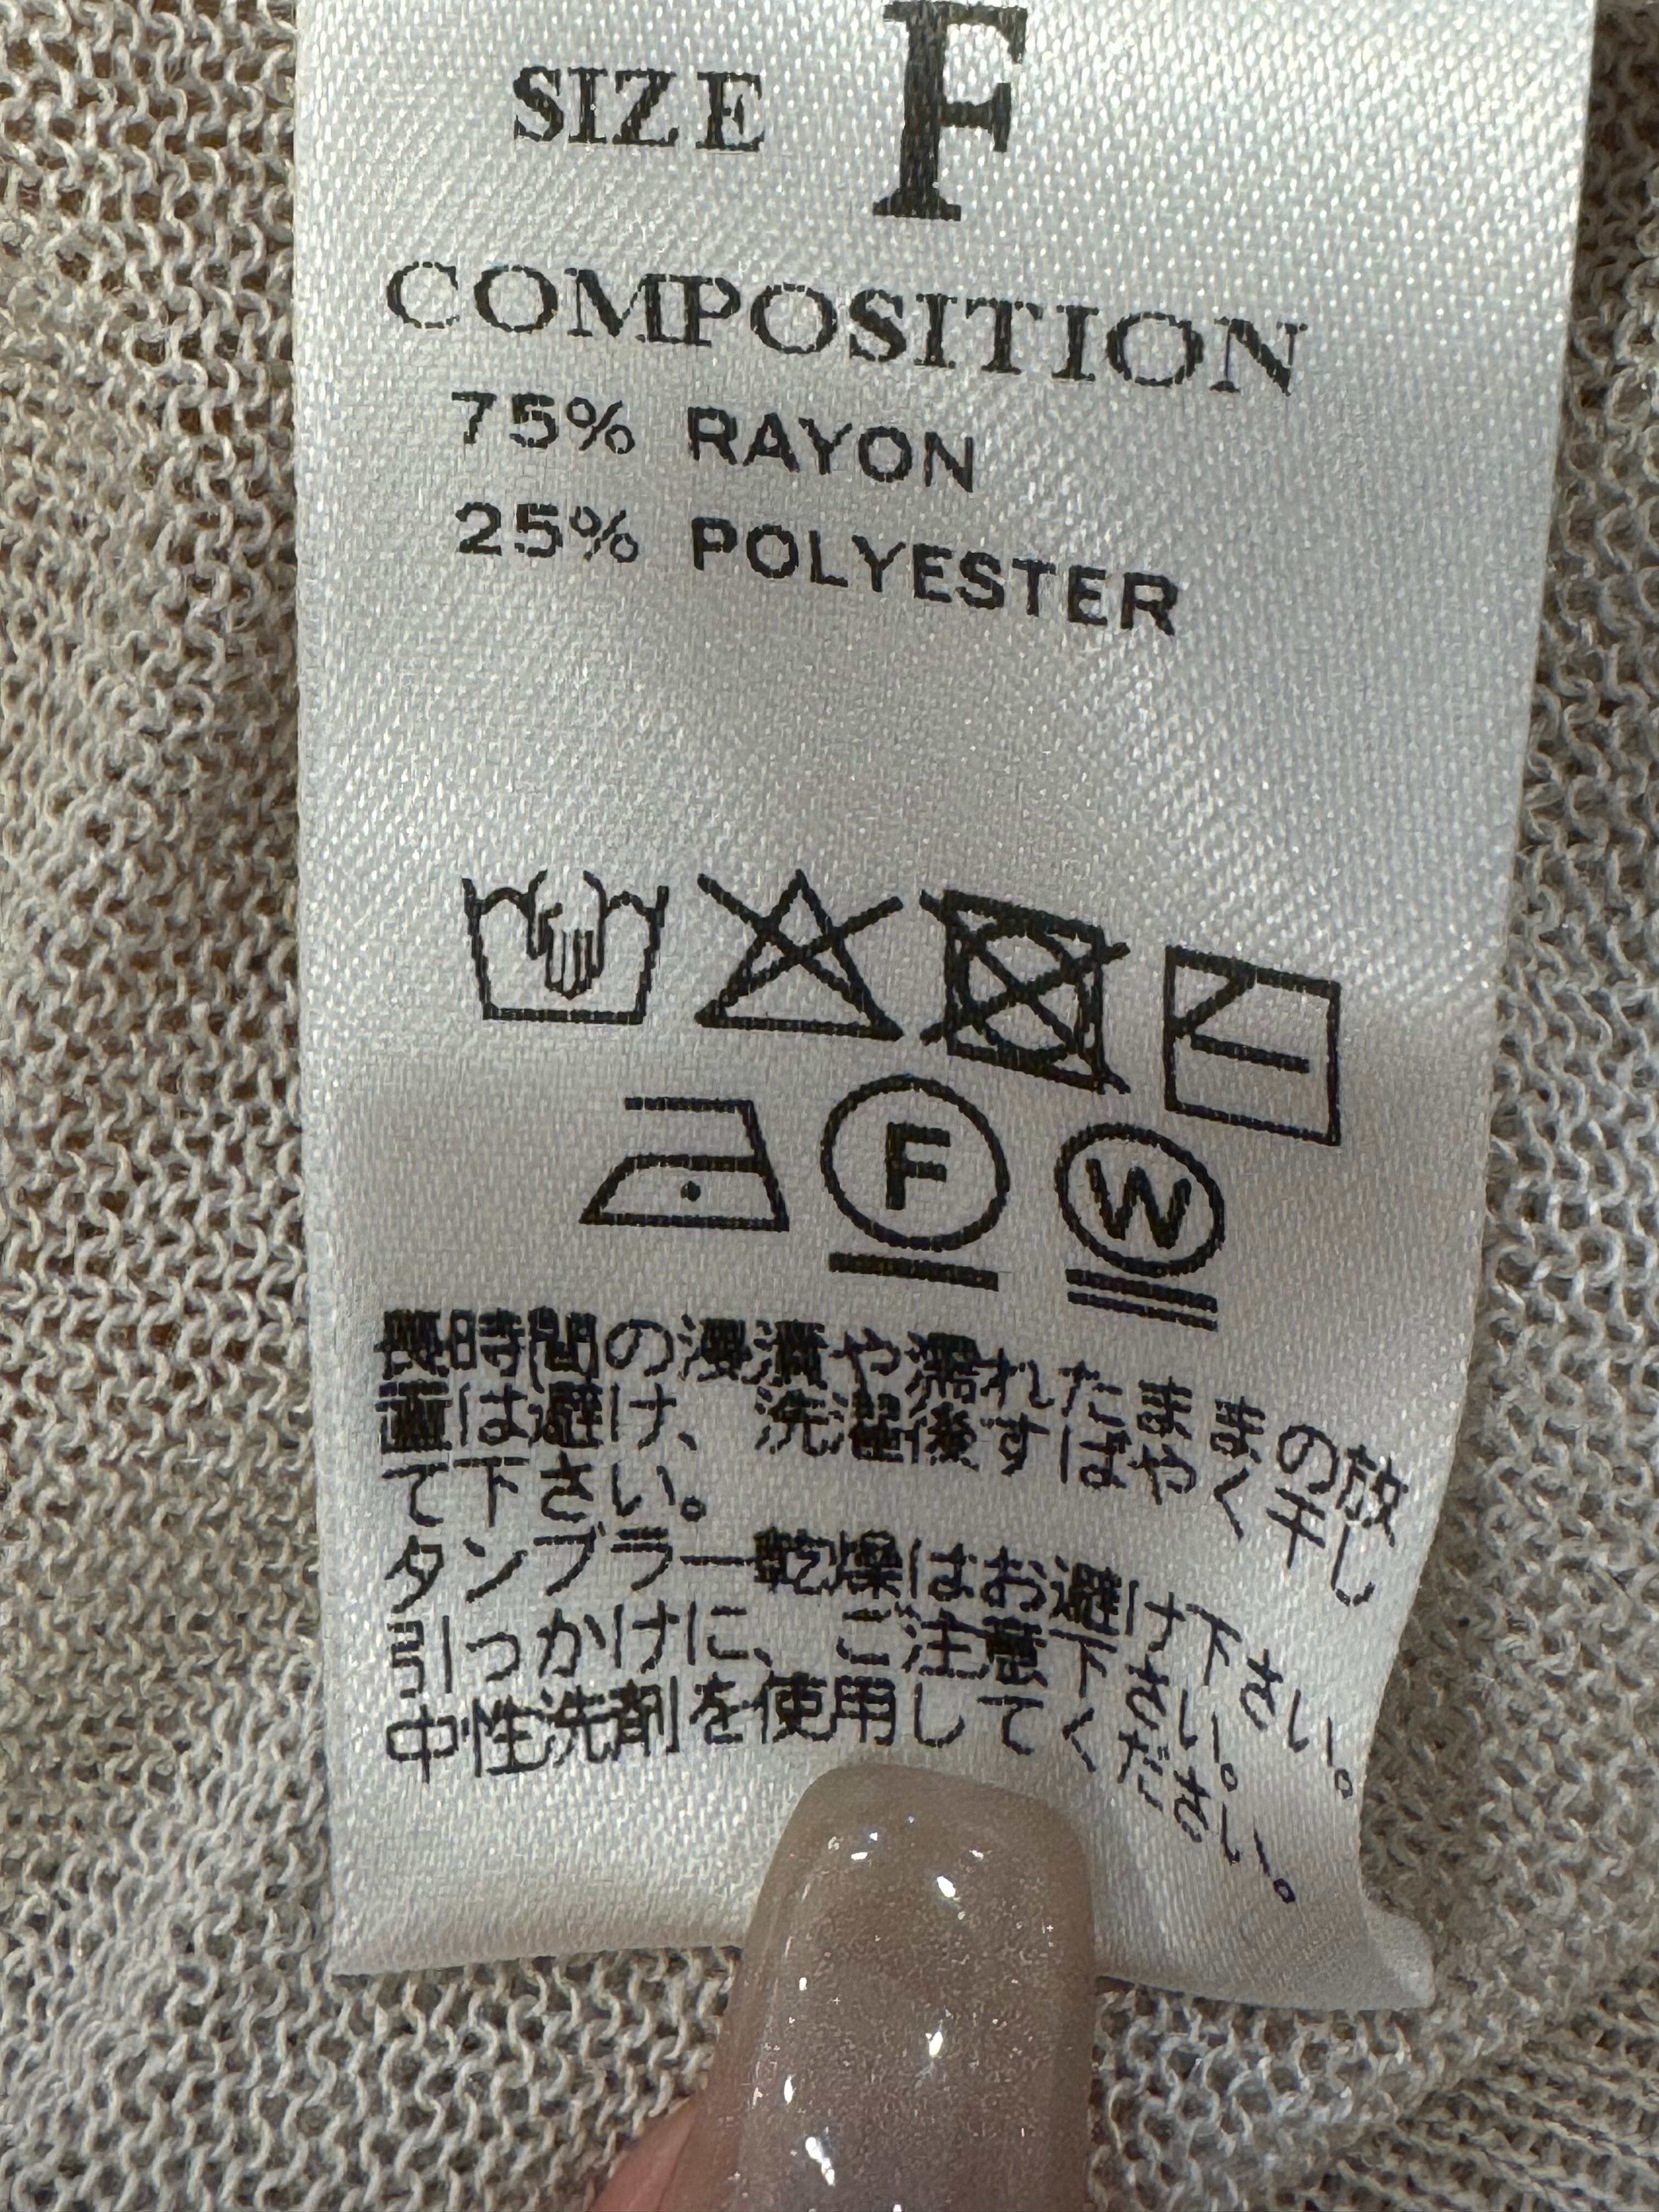 SIZE F
COMPOSITION
75% RAYON
25% POLYESTER
F W
長時間の浸漬や濡れたままの放
置は避け、洗濯後すばやく干し
て下さい。
タンブラー乾燥はお避け下さい。
引っかけに、ご注意下さい。
中性洗剤を使用してください。